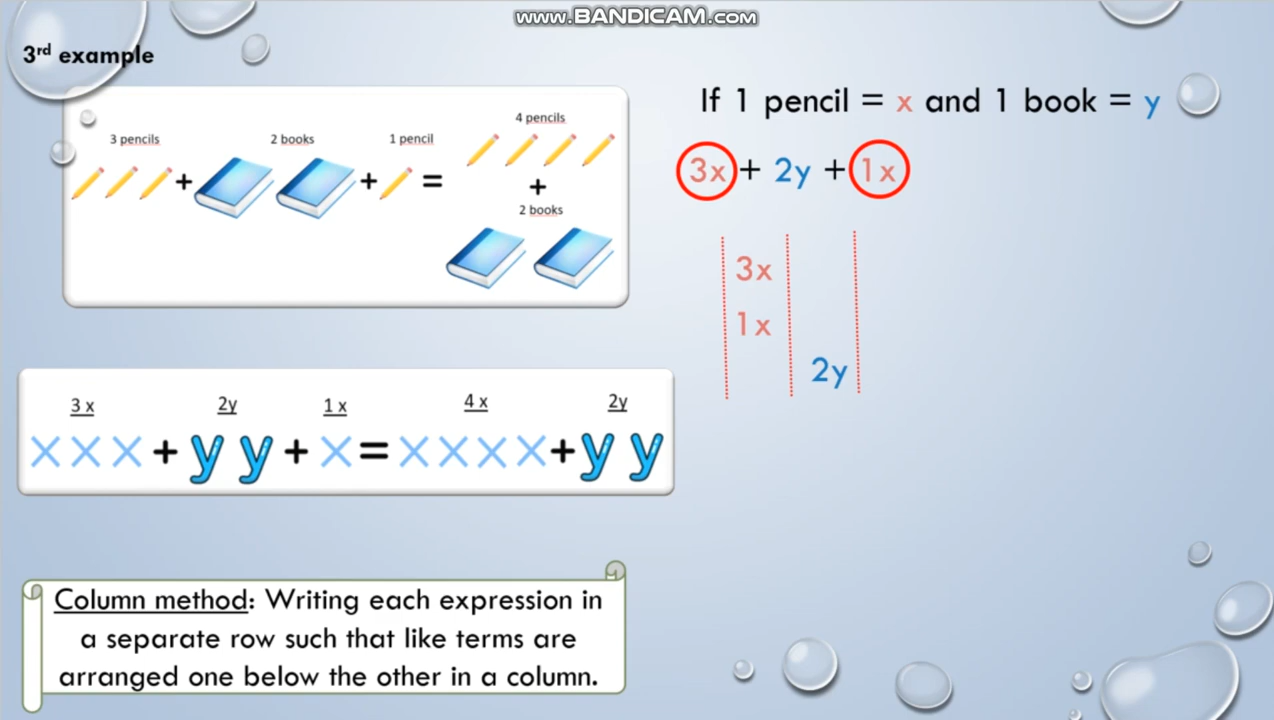 www.BANDICAM.com
3rd example
3 pencils
2 books
1 pencil
4 pencils
+ + = +
2 books
If 1 pencil = x and 1 book = y
3x + 2y + 1x
3x
1x
2y
3 x 2y 1 x 4 x 2y
x x x + y y + x = x x x x + y y
Column method: Writing each expression in
a separate row such that like terms are
arranged one below the other in a column.